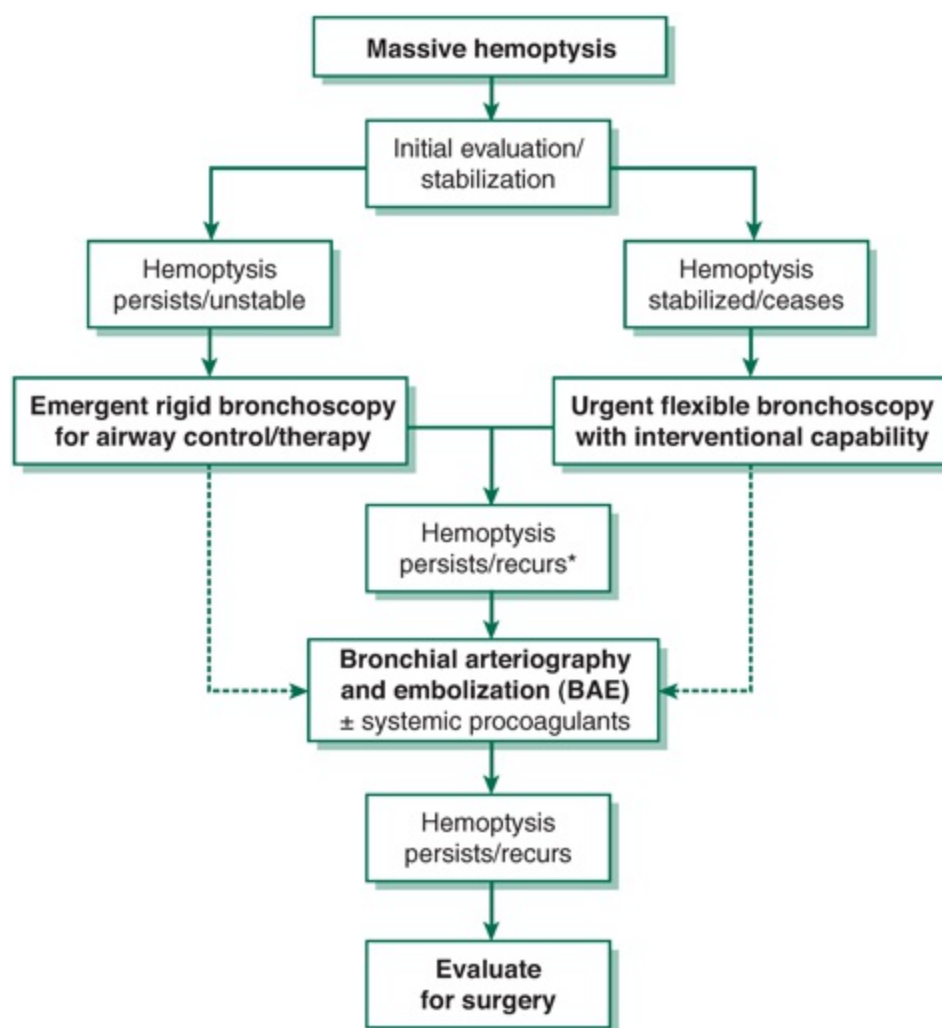 Massive hemoptysis
Initial evaluation/
stabilization
Hemoptysis
persists/unstable
Hemoptysis
stabilized/ceases
Emergent rigid bronchoscopy
for airway control/therapy
Urgent flexible bronchoscopy
with interventional capability
Hemoptysis
persists/recurs*
Bronchial arteriography
and embolization (BAE)
± systemic procoagulants
Hemoptysis
persists/recurs
Evaluate
for surgery